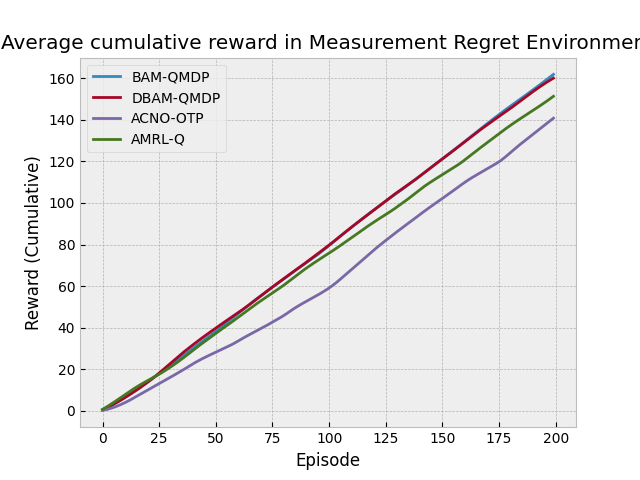 Average cumulative reward in Measurement Regret Environmen
BAM-QMDP
DBAM-QMDP
ACNO-OTP
AMRL-Q
Reward (Cumulative)
160
140
120
100
80
60
40
20
0
0 25 50 75 100 125 150 175 200
Episode